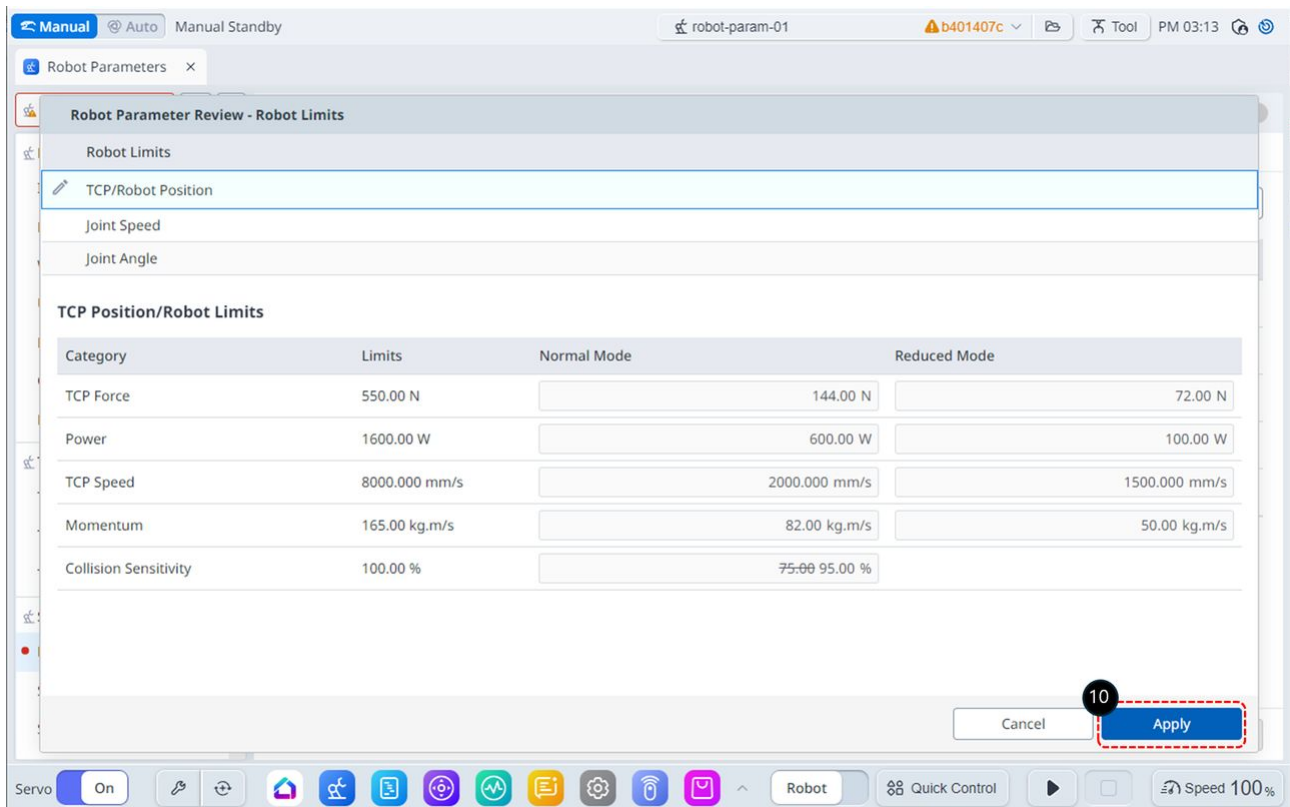 Manual Auto Manual Standby robot-param-01 b401407c Tool PM 03:13
Robot Parameters ×
Robot Parameter Review - Robot Limits
Robot Limits
TCP/Robot Position
Joint Speed
Joint Angle
TCP Position/Robot Limits
Category Limits Normal Mode Reduced Mode
TCP Force 550.00 N 144.00 N 72.00 N
Power 1600.00 W 600.00 W 100.00 W
TCP Speed 8000.000 mm/s 2000.000 mm/s 1500.000 mm/s
Momentum 165.00 kg.m/s 82.00 kg.m/s 50.00 kg.m/s
Collision Sensitivity 100.00 % 75.00 95.00 %
10
Cancel Apply
Servo On Robot Quick Control Speed 100 %